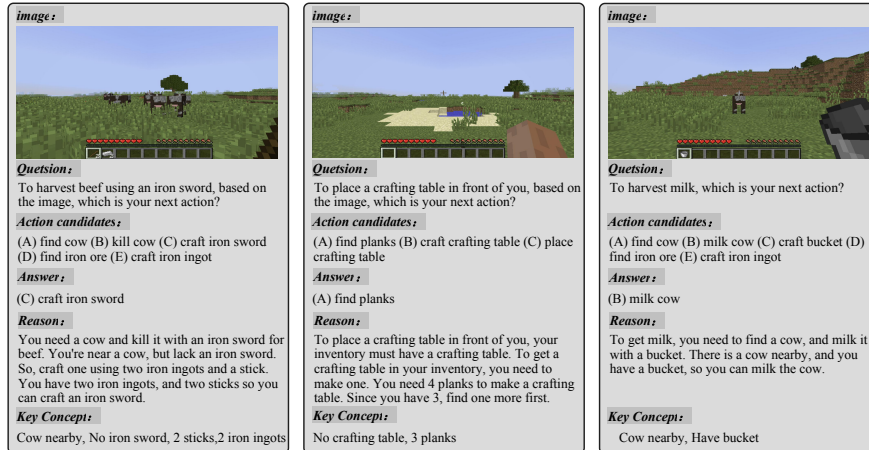 image:
Quetsion:
To harvest beef using an iron sword, based on
the image, which is your next action?
Action candidates:
(A) find cow (B) kill cow (C) craft iron sword
(D) find iron ore (E) craft iron ingot
Answer:
(C) craft iron sword
Reason:
You need a cow and kill it with an iron sword for
beef. You're near a cow, but lack an iron sword.
So, craft one using two iron ingots and a stick.
You have two iron ingots, and two sticks so you
can craft an iron sword.
Key Concept:
Cow nearby, No iron sword, 2 sticks,2 iron ingots
image:
Quetsion:
To place a crafting table in front of you, based on
the image, which is your next action?
Action candidates:
(A) find planks (B) craft crafting table (C) place
crafting table
Answer:
(A) find planks
Reason:
To place a crafting table in front of you, your
inventory must have a crafting table. To get a
crafting table in your inventory, you need to
make one. You need 4 planks to make a crafting
table. Since you have 3, find one more first.
Key Concept:
No crafting table, 3 planks
image:
Quetsion:
To harvest milk, which is your next action?
Action candidates:
(A) find cow (B) milk cow (C) craft bucket (D)
find iron ore (E) craft iron ingot
Answer:
(B) milk cow
Reason:
To get milk, you need to find a cow, and milk it
with a bucket. There is a cow nearby, and you
have a bucket, so you can milk the cow.
Key Concept:
Cow nearby, Have bucket